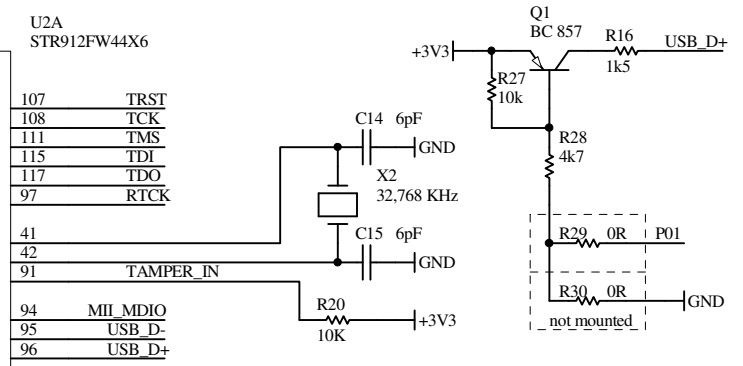 U2A
STR912FW44X6
107 TRST
108 TCK
111 TMS
115 TDI
117 TDO
97 RTCK
41
42
91 TAMPER_IN
94 MII_MDIO
95 USB_D-
96 USB_D+
C14 6pF
GND
X2
32,768 KHz
C15 6pF
GND
R20
10K
+3V3
Q1
BC 857
+3V3
R16
1k5
USB_D+
R27
10k
R28
4k7
R29 0R P01
R30 0R
GND
not mounted